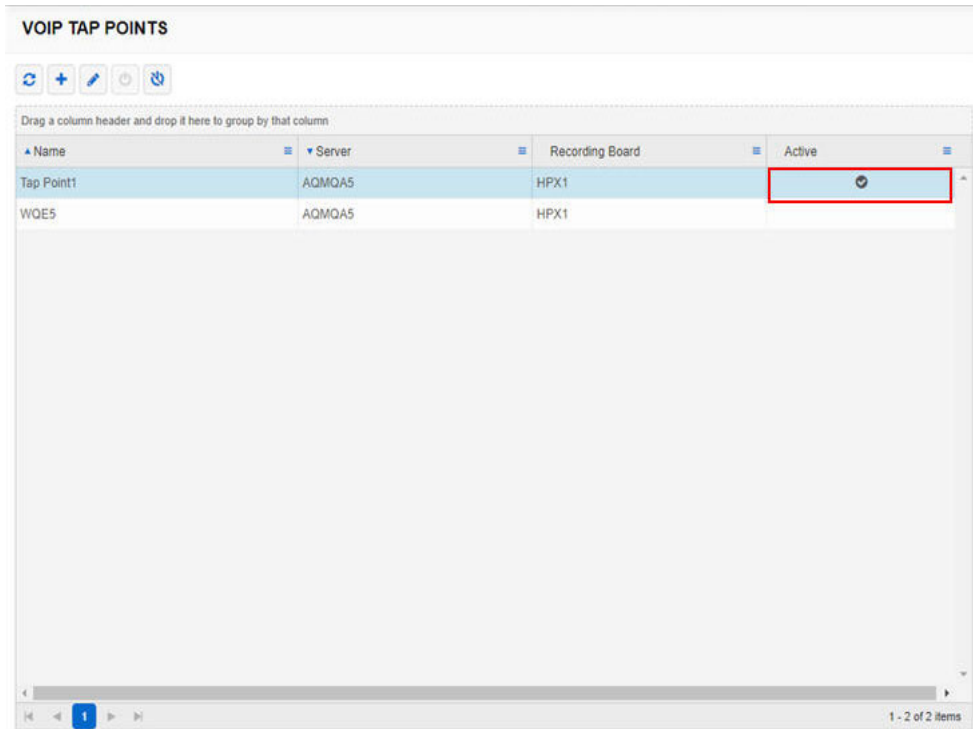 VOIP TAP POINTS
Drag a column header and drop it here to group by that column
Name Server Recording Board Active
Tap Point1 AQMQA5 HPX1
WQE5 AQMQA5 HPX1
1 1 - 2 of 2 items